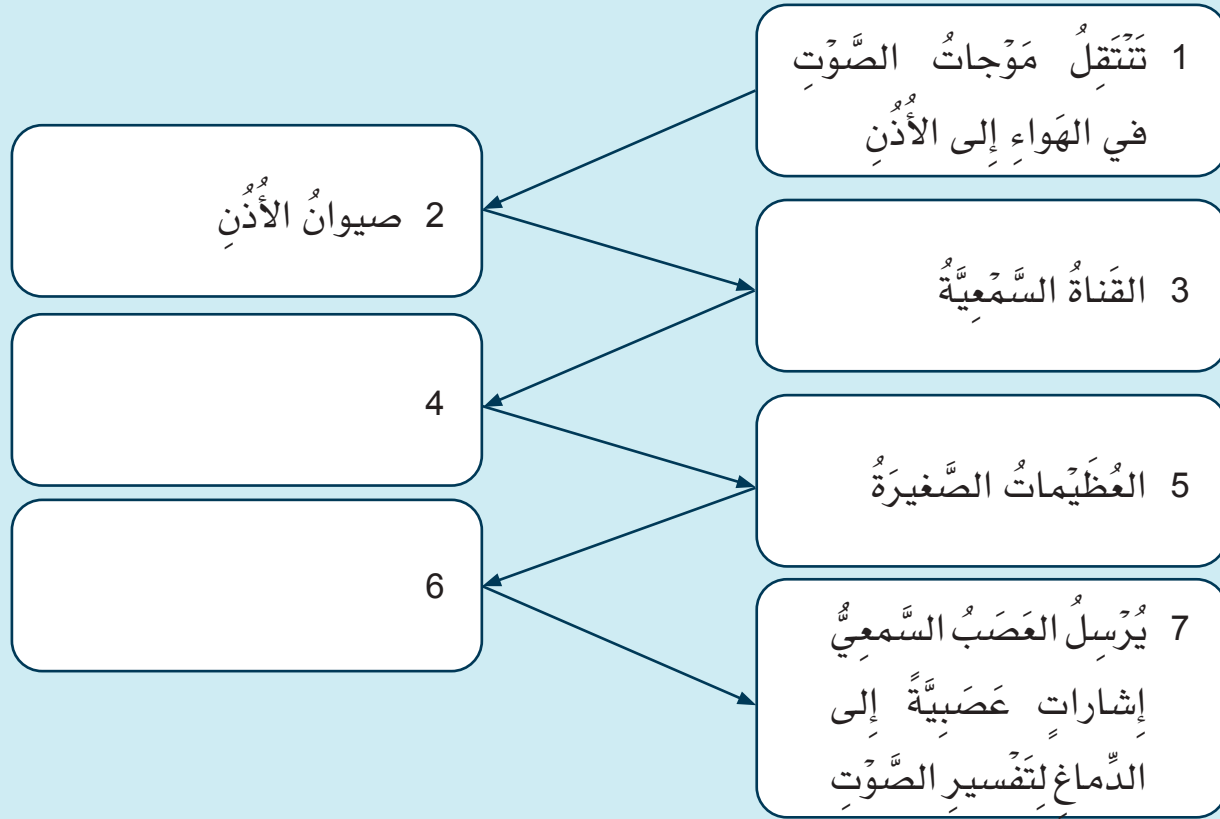 1 تَنْتَقِلُ مَوْجاتُ الصَّوْتِ
في الهَواءِ إِلى الأُذُنِ
2 صيوانُ الأُذُنِ
3 القَناةُ السَّمْعِيَّةُ
4
5 العُظَيْماتُ الصَّغيرَةُ
6
7 يُرْسِلُ العَصَبُ السَّمعِيُّ
إِشاراتٍ عَصَبِيَّةً إِلى
الدِّماغِ لِتَفْسيرِ الصَّوْتِ